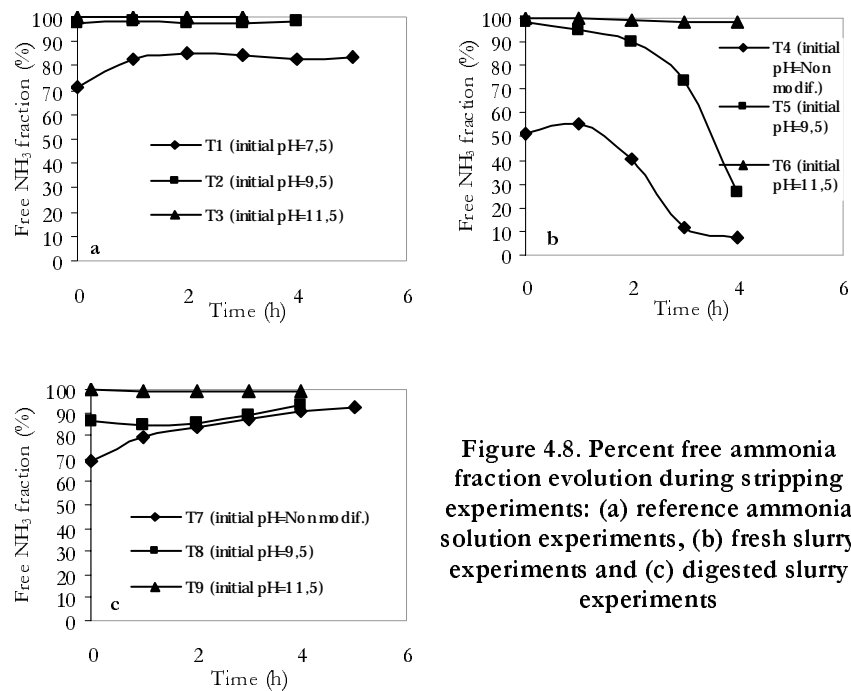 100
90
80
70
60
50
40
30
20
10
0
Free NH3 fraction (%)
T1 (initial pH=7,5)
T2 (initial pH=9,5)
T3 (initial pH=11,5)
a
0 2 4 6
Time (h)
100
90
80
70
60
50
40
30
20
10
0
Free NH3 fraction (%)
T4 (initial
pH=Non
modif.)
T5 (initial
pH=9,5)
T6 (initial
pH=11,5)
b
0 2 4 6
Time (h)
100
90
80
70
60
50
40
30
20
10
0
Free NH3 fraction (%)
T7 (initial pH=Non modif.)
T8 (initial pH=9,5)
T9 (initial pH=11,5)
c
0 2 4 6
Time (h)
Figure 4.8. Percent free ammonia
fraction evolution during stripping
experiments: (a) reference ammonia
solution experiments, (b) fresh slurry
experiments and (c) digested slurry
experiments